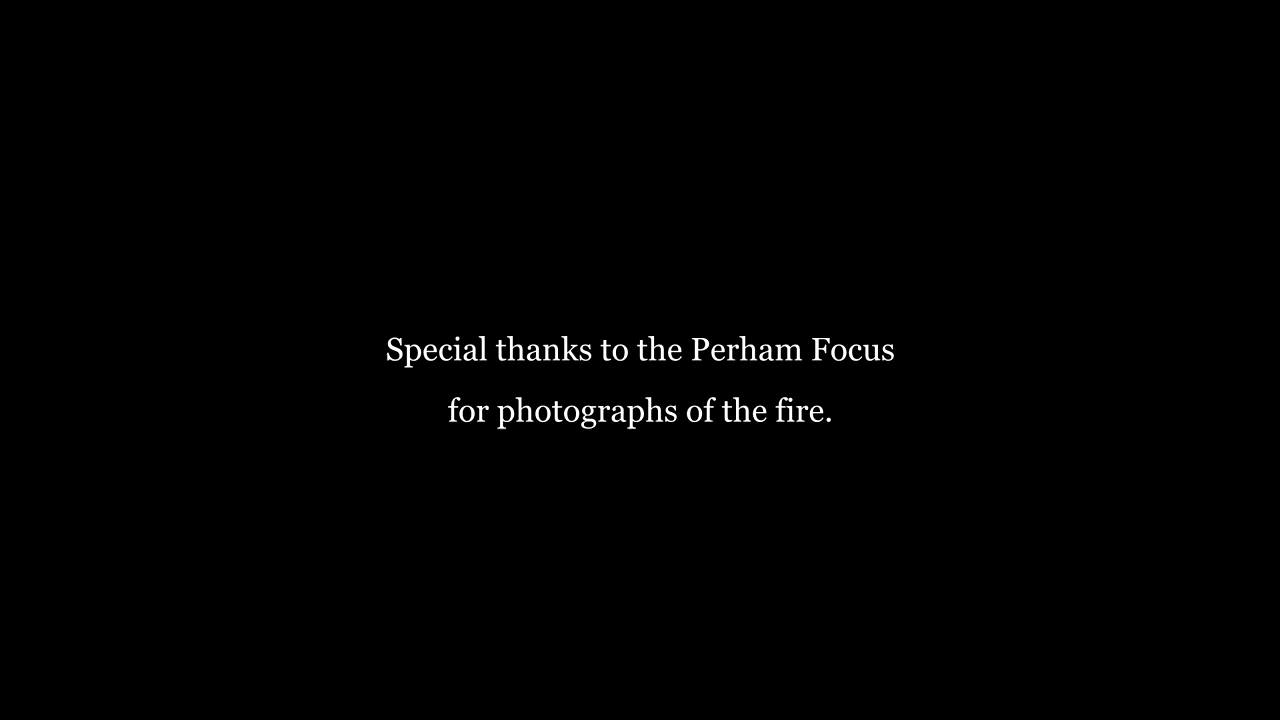 Special thanks to the Perham Focus
for photographs of the fire.